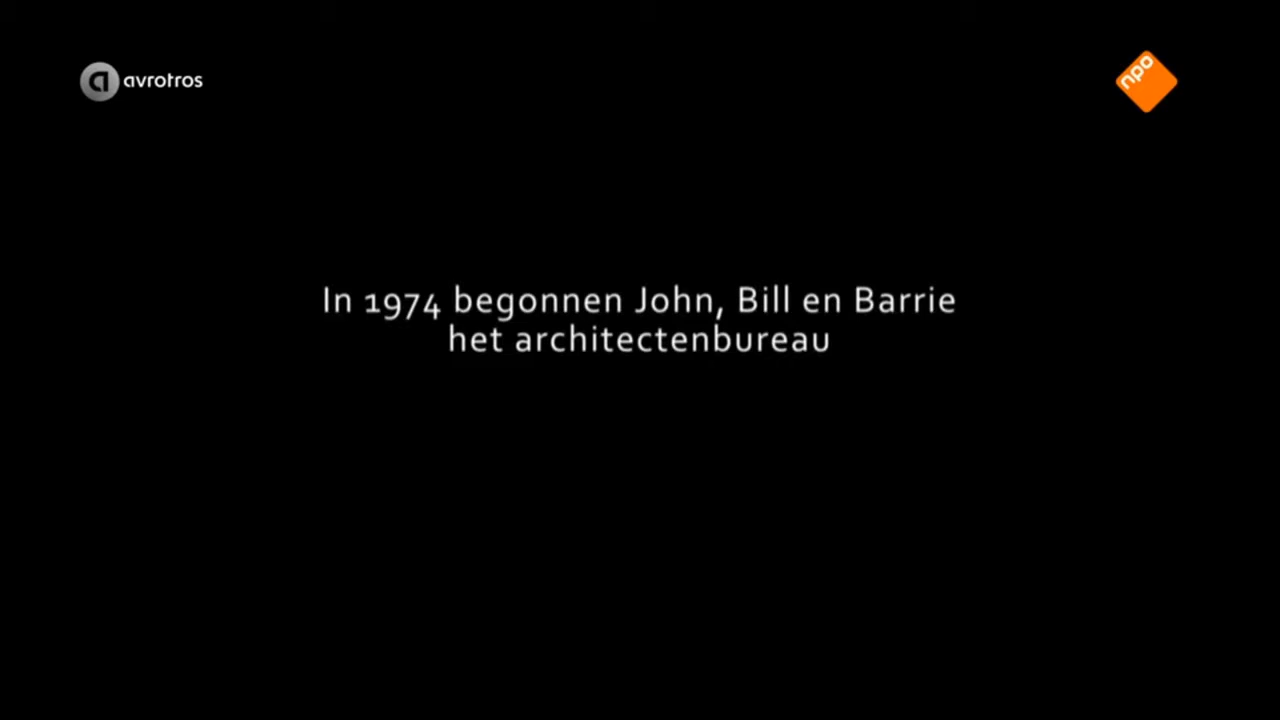 avrotros
npo
In 1974 begonnen John, Bill en Barrie
het architectenbureau